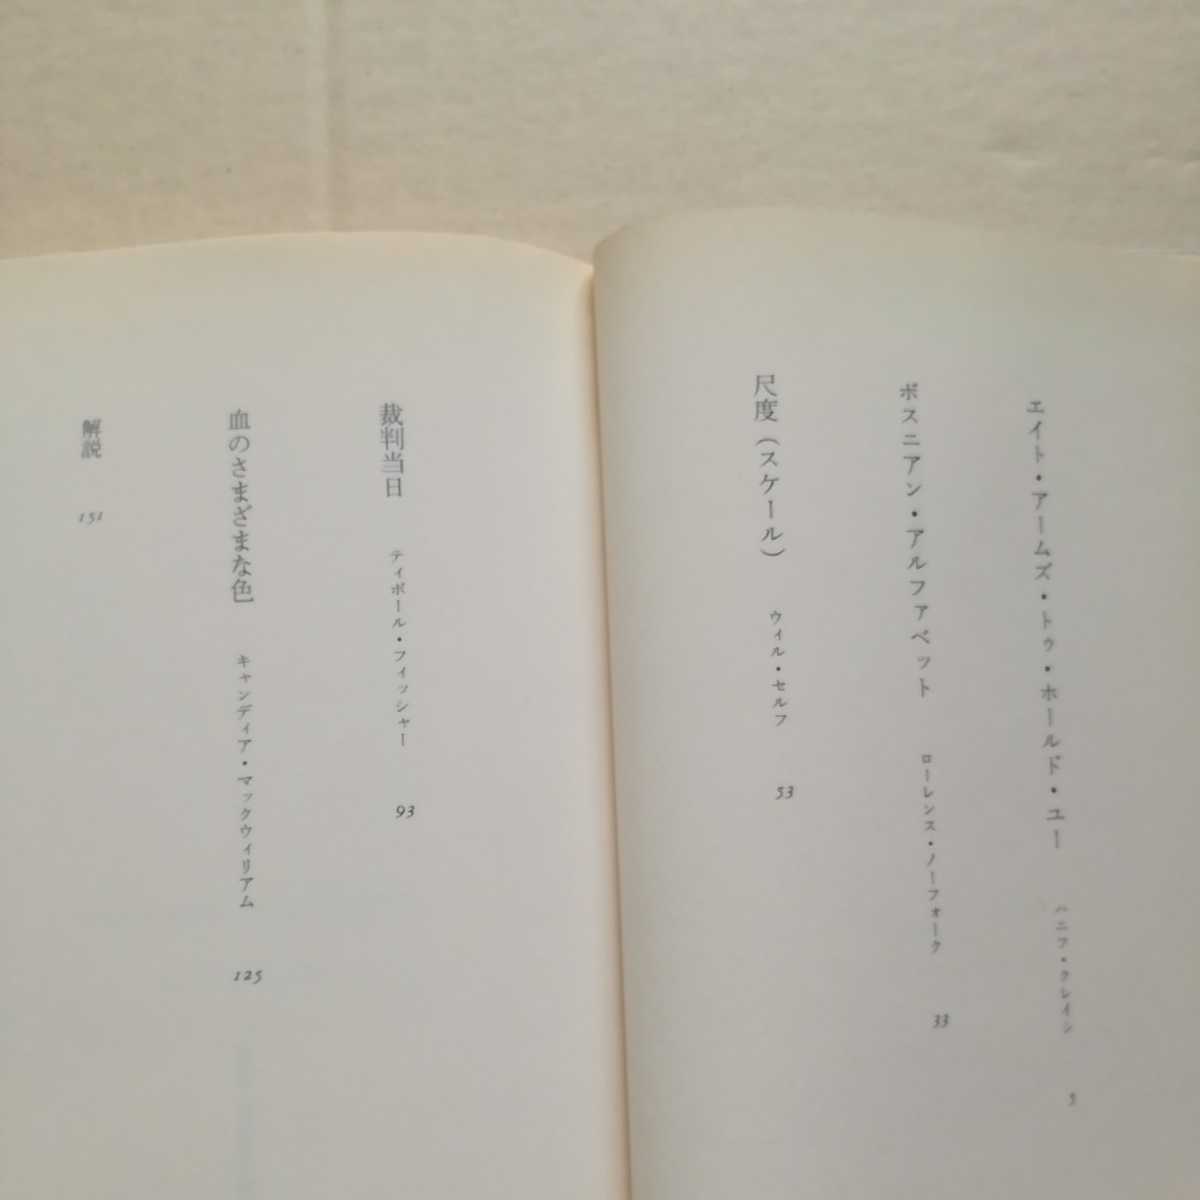 エイト・アームズ・トゥ・ホールド・ユー　ハニフ・クレイシ　5
ボスニアン・アルファベット　ローレンス・ノーフォーク　33
尺度（スケール）　ウィル・セルフ　53
裁判当日　ティボール・フィッシャー　93
血のさまざまな色　キャンディア・マックウィリアム　125
解説　151